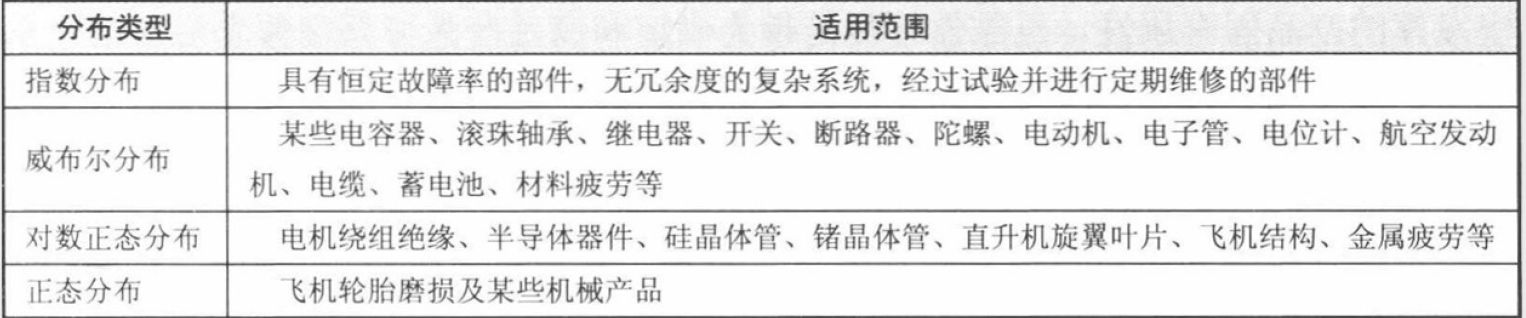 分布类型 适用范围
指数分布 具有恒定故障率的部件，无冗余度的复杂系统，经过试验并进行定期维修的部件
威布尔分布 某些电容器、滚珠轴承、继电器、开关、断路器、陀螺、电动机、电子管、电位计、航空发动
机、电缆、蓄电池、材料疲劳等
对数正态分布 电机绕组绝缘、半导体器件、硅晶体管、锗晶体管、直升机旋翼叶片、飞机结构、金属疲劳等
正态分布 飞机轮胎磨损及某些机械产品